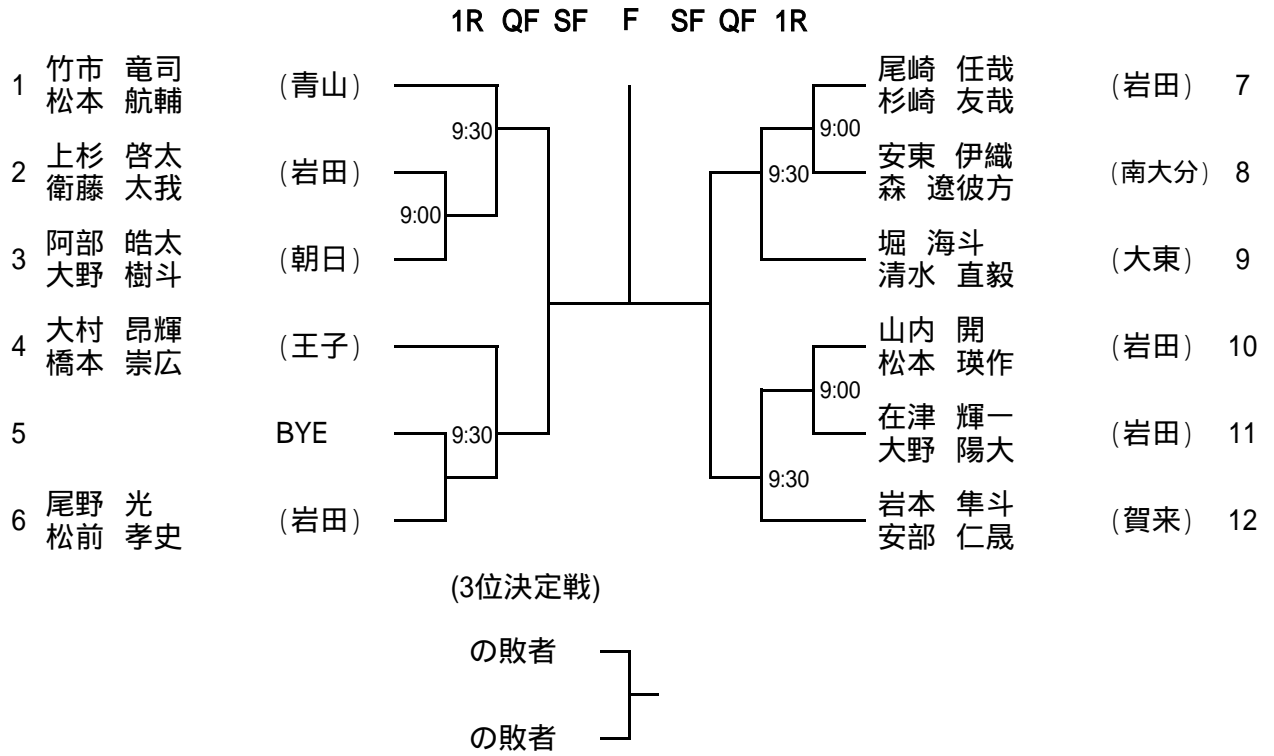 1R QF SF F SF QF 1R
1 竹市 竜司 (青山)
松本 航輔
9:30
2 上杉 啓太 (岩田)
衛藤 太我
9:00
3 阿部 皓太 (朝日)
大野 樹斗
4 大村 昂輝 (王子)
橋本 崇広
5 BYE
9:30
6 尾野 光 (岩田)
松前 孝史
尾崎 任哉 (岩田) 7
杉崎 友哉
9:00
安東 伊織 (南大分) 8
森 遼彼方
9:30
堀 海斗 (大東) 9
清水 直毅
山内 開 (岩田) 10
松本 瑛作
9:00
在津 輝一 (岩田) 11
大野 陽大
9:30
岩本 隼斗 (賀来) 12
安部 仁晟
(3位決定戦)
の敗者
の敗者